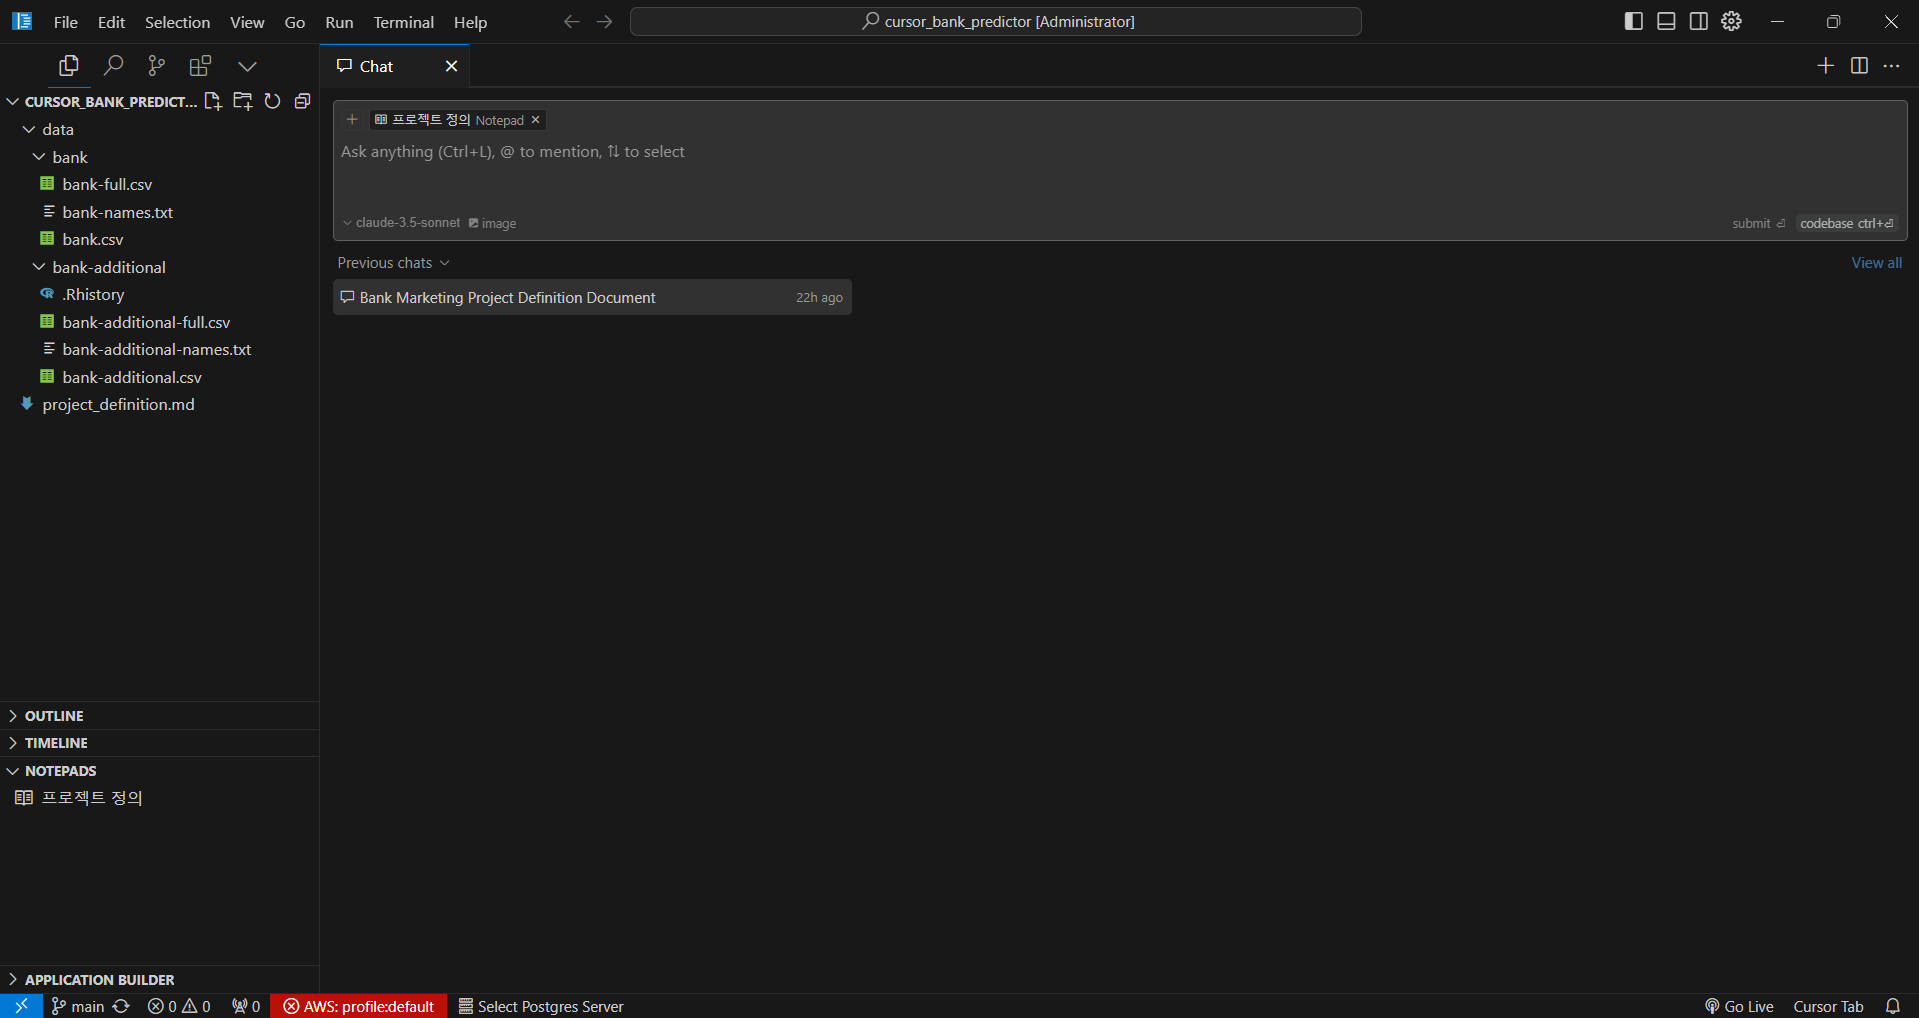 File Edit Selection View Go Run Terminal Help
cursor_bank_predictor [Administrator]
Chat
CURSOR_BANK_PREDICT...
data
bank
bank-full.csv
bank-names.txt
bank.csv
bank-additional
.Rhistory
bank-additional-full.csv
bank-additional-names.txt
bank-additional.csv
project_definition.md
OUTLINE
TIMELINE
NOTEPADS
프로젝트 정의
APPLICATION BUILDER
프로젝트 정의 Notepad
Ask anything (Ctrl+L), @ to mention, ⇅ to select
claude-3.5-sonnet image
submit ⏎ codebase ctrl+⏎
Previous chats
View all
Bank Marketing Project Definition Document 22h ago
main 0 0 0 AWS: profile:default Select Postgres Server
Go Live Cursor Tab